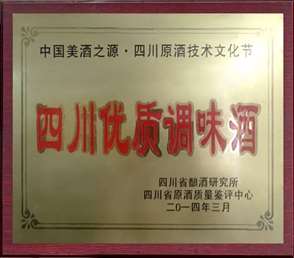 中国美酒之源·四川原酒技术文化节
四川优质调味酒
四川省酿酒研究所
四川省原酒质量鉴评中心
二〇一四年三月